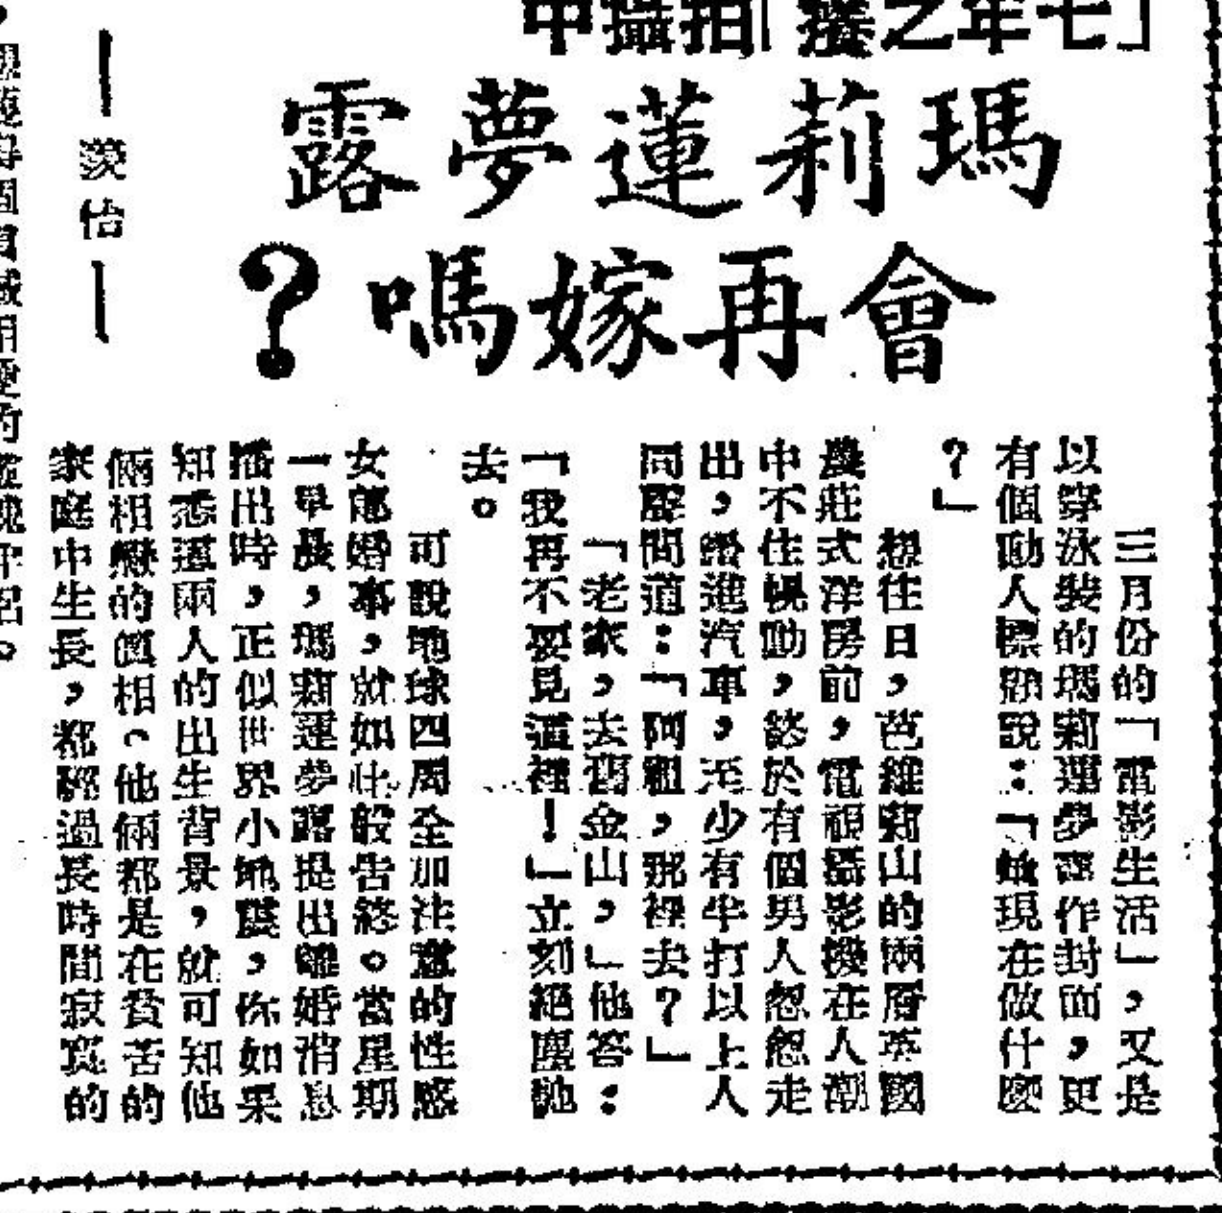 「七年之癢」拍攝中
瑪莉蓮夢露
會再嫁嗎?
——羨怡——
三月份的「電影生活」,又是
以穿泳裝的瑪莉蓮夢露作封面,更
有個動人標題說:「她現在做什麼
?」
想往日,芭維莉山的兩層英國
農莊式洋房前,電視攝影機在人潮
中不住幌動,終於有個男人怱怱走
出,鑽進汽車,至少有半打以上人
同聲問道:「阿祖,那裡去?」
「老家,去舊金山,」他答:
「我再不要見這裡!」立刻絕塵馳
去。
可說地球四周全加注意的性感
女郎婚事,就如此般告終。當星期
一早晨,瑪莉蓮夢露提出離婚消息
播出時,正似世界小地震,你如果
知悉這兩人的出生背景,就可知他
倆相戀的眞相。他倆都是在貧苦的
家庭中生長,都經過長時間寂寞的